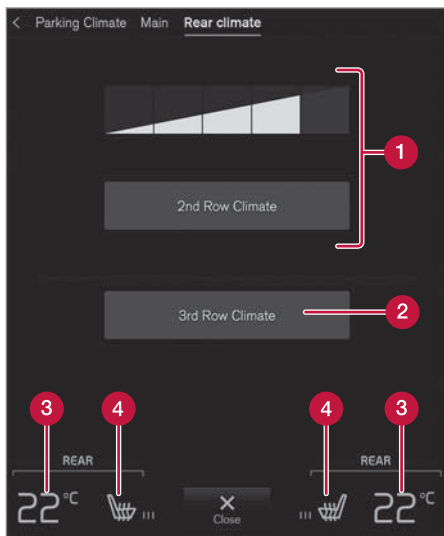 < Parking Climate Main Rear climate
1
2nd Row Climate
3rd Row Climate
2
3 4 4 3
REAR REAR
22°C 22°C
Close